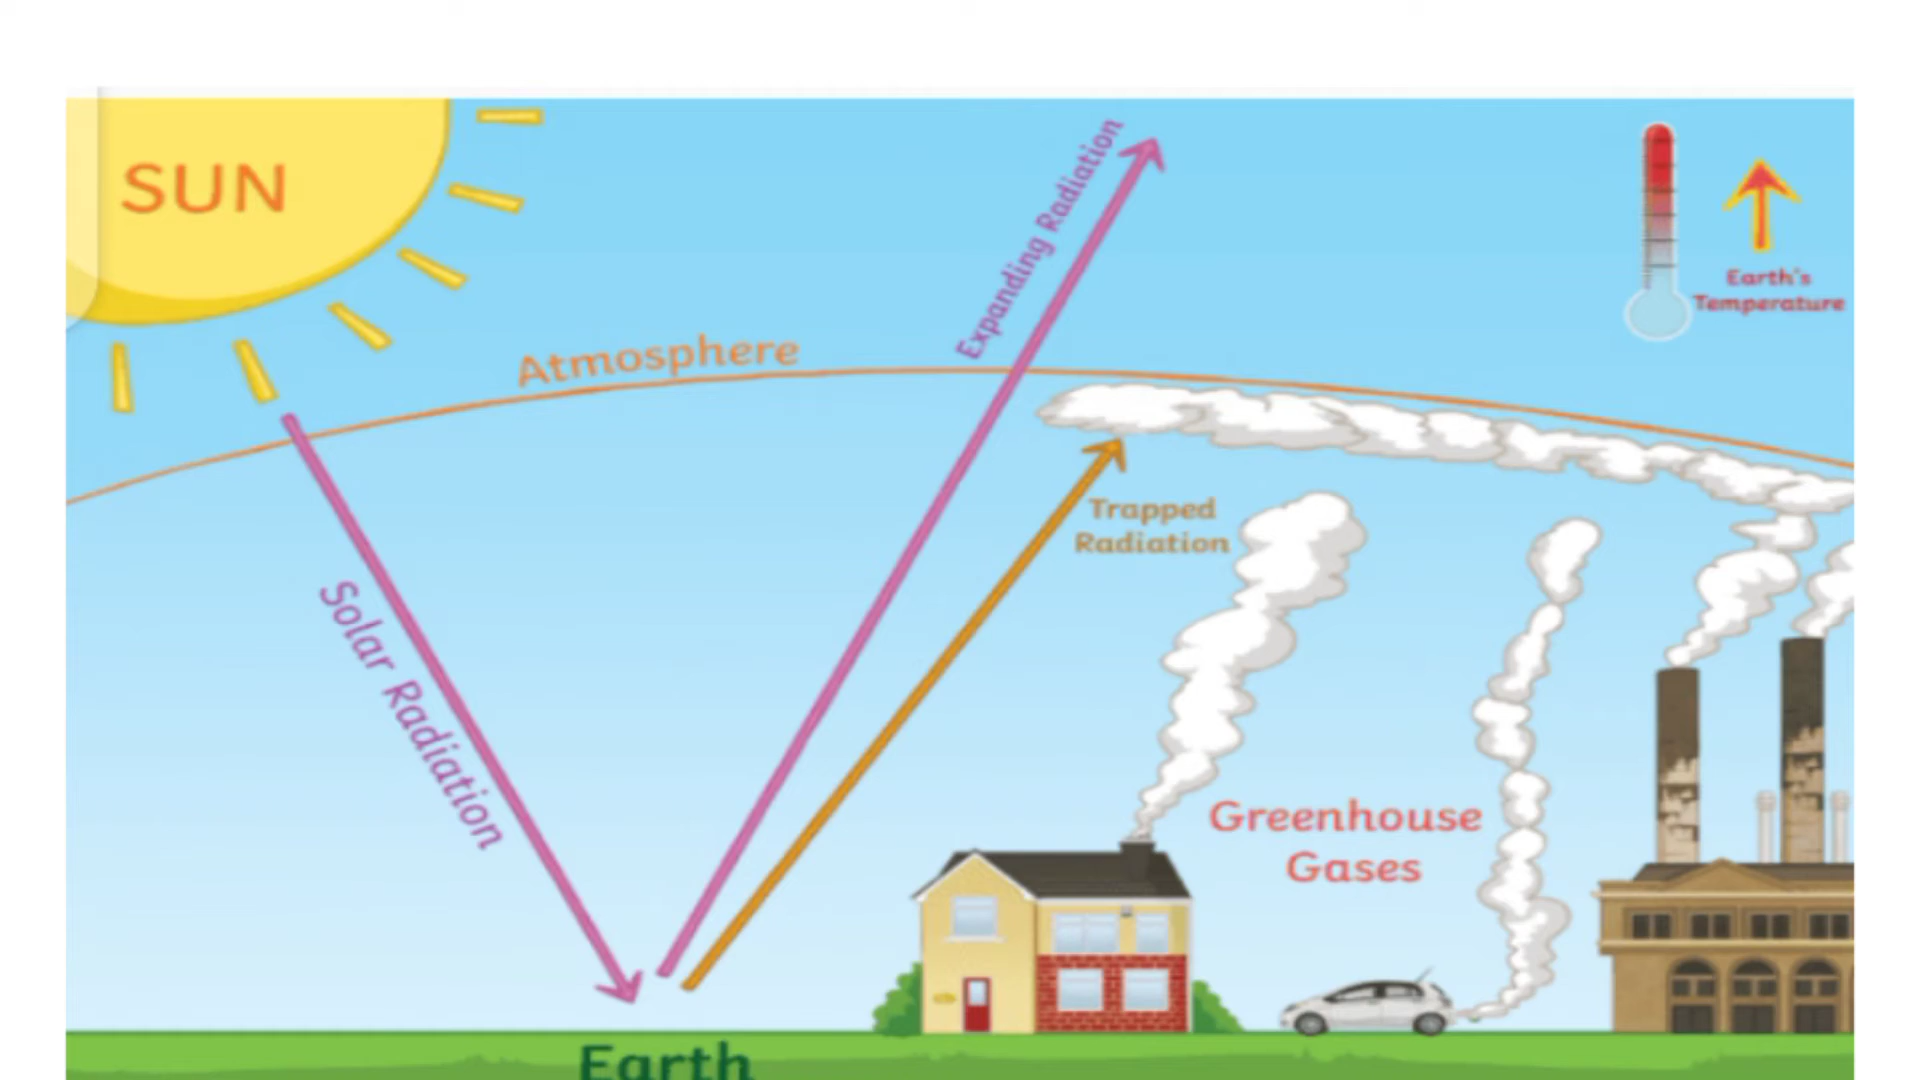 SUN
Atmosphere
Expanding Radiation
Earth's
Temperature
Solar Radiation
Trapped
Radiation
Greenhouse
Gases
Earth